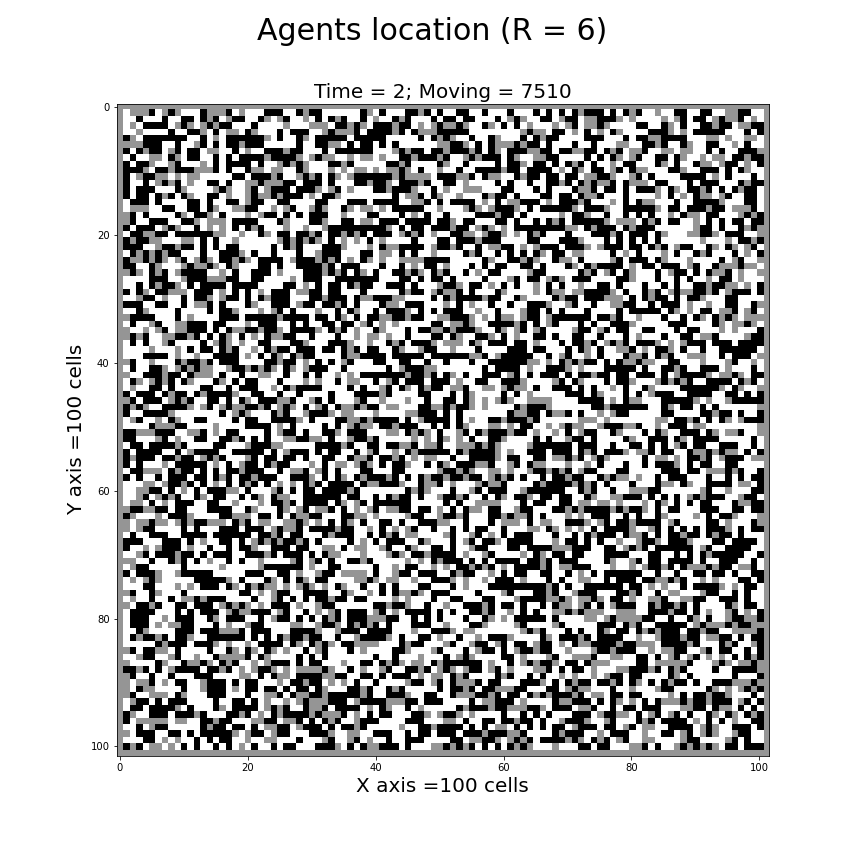 Agents location (R = 6)
Time = 2; Moving = 7510
0
20
40
60
80
100
Y axis =100 cells
0 20 40 60 80 100
X axis =100 cells